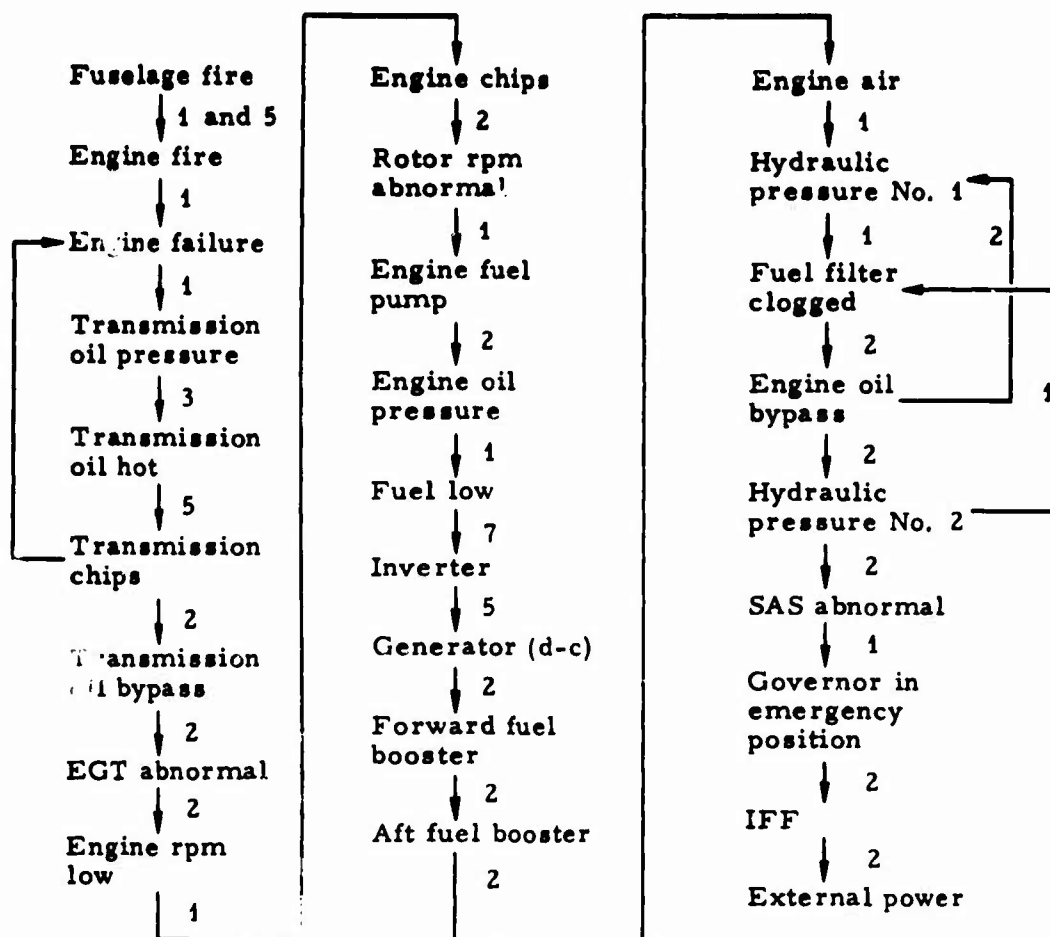 Fuselage fire
1 and 5
Engine fire
1
Engine failure
1
Transmission
oil pressure
3
Transmission
oil hot
5
Transmission
chips
2
Transmission
oil bypass
2
EGT abnormal
2
Engine rpm
low
1
Engine chips
2
Rotor rpm
abnormal
1
Engine fuel
pump
2
Engine oil
pressure
1
Fuel low
7
Inverter
5
Generator (d-c)
2
Forward fuel
booster
2
Aft fuel booster
2
Engine air
1
Hydraulic
pressure No. 1
1
2
Fuel filter
clogged
2
Engine oil
bypass
1
2
Hydraulic
pressure No. 2
2
SAS abnormal
1
Governor in
emergency
position
2
IFF
2
External power